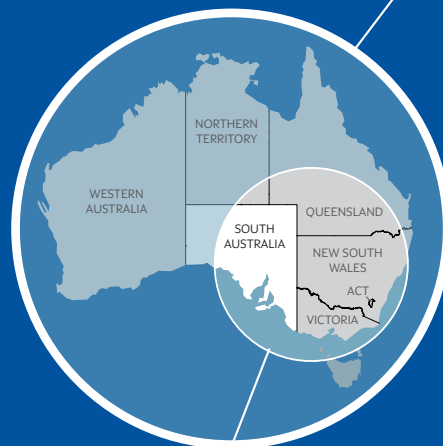 NORTHERN
TERRITORY
WESTERN
AUSTRALIA
QUEENSLAND
SOUTH
AUSTRALIA
NEW SOUTH
WALES
ACT
VICTORIA